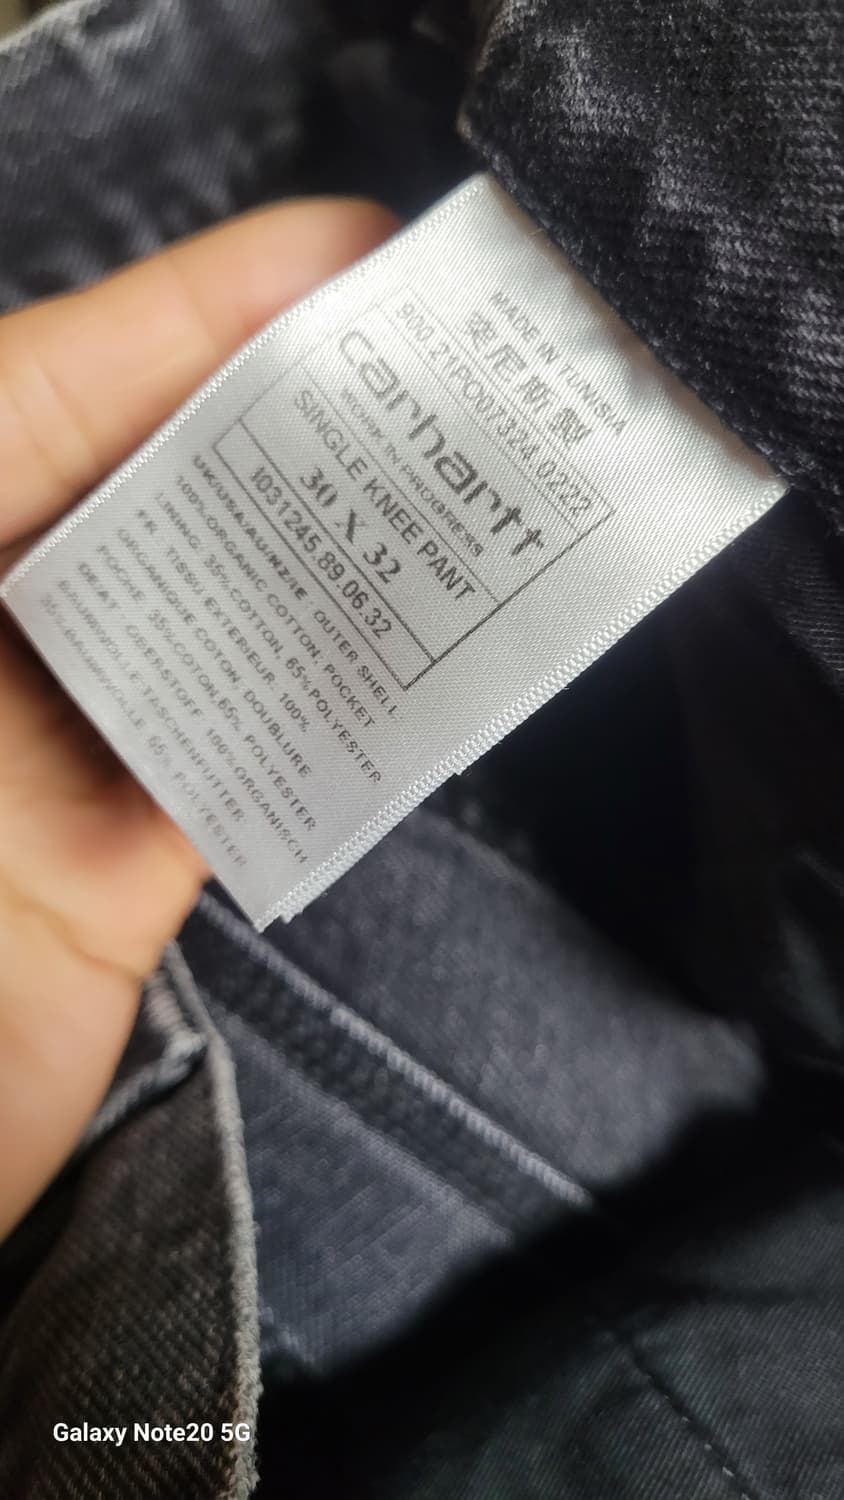 MADE IN TUNISIA
突尼斯製
900.21PO07324.0222
carhartt
WORK IN PROGRESS
SINGLE KNEE PANT
30 X 32
I031245.89.06.32
UK/USA/AU/NZ/IE : OUTER SHELL
100%ORGANIC COTTON, POCKET
LINING: 35%COTTON, 65%POLYESTER
FR : TISSU EXTERIEUR: 100%
ORGANIQUE COTON, DOUBLURE
POCHE: 35%COTON,65% POLYESTER
DE/AT : OBERSTOFF: 100%ORGANISCH
BAUMWOLLE,TASCHENFUTTER
35%BAUMWOLLE, 65% POLYESTER
Galaxy Note20 5G